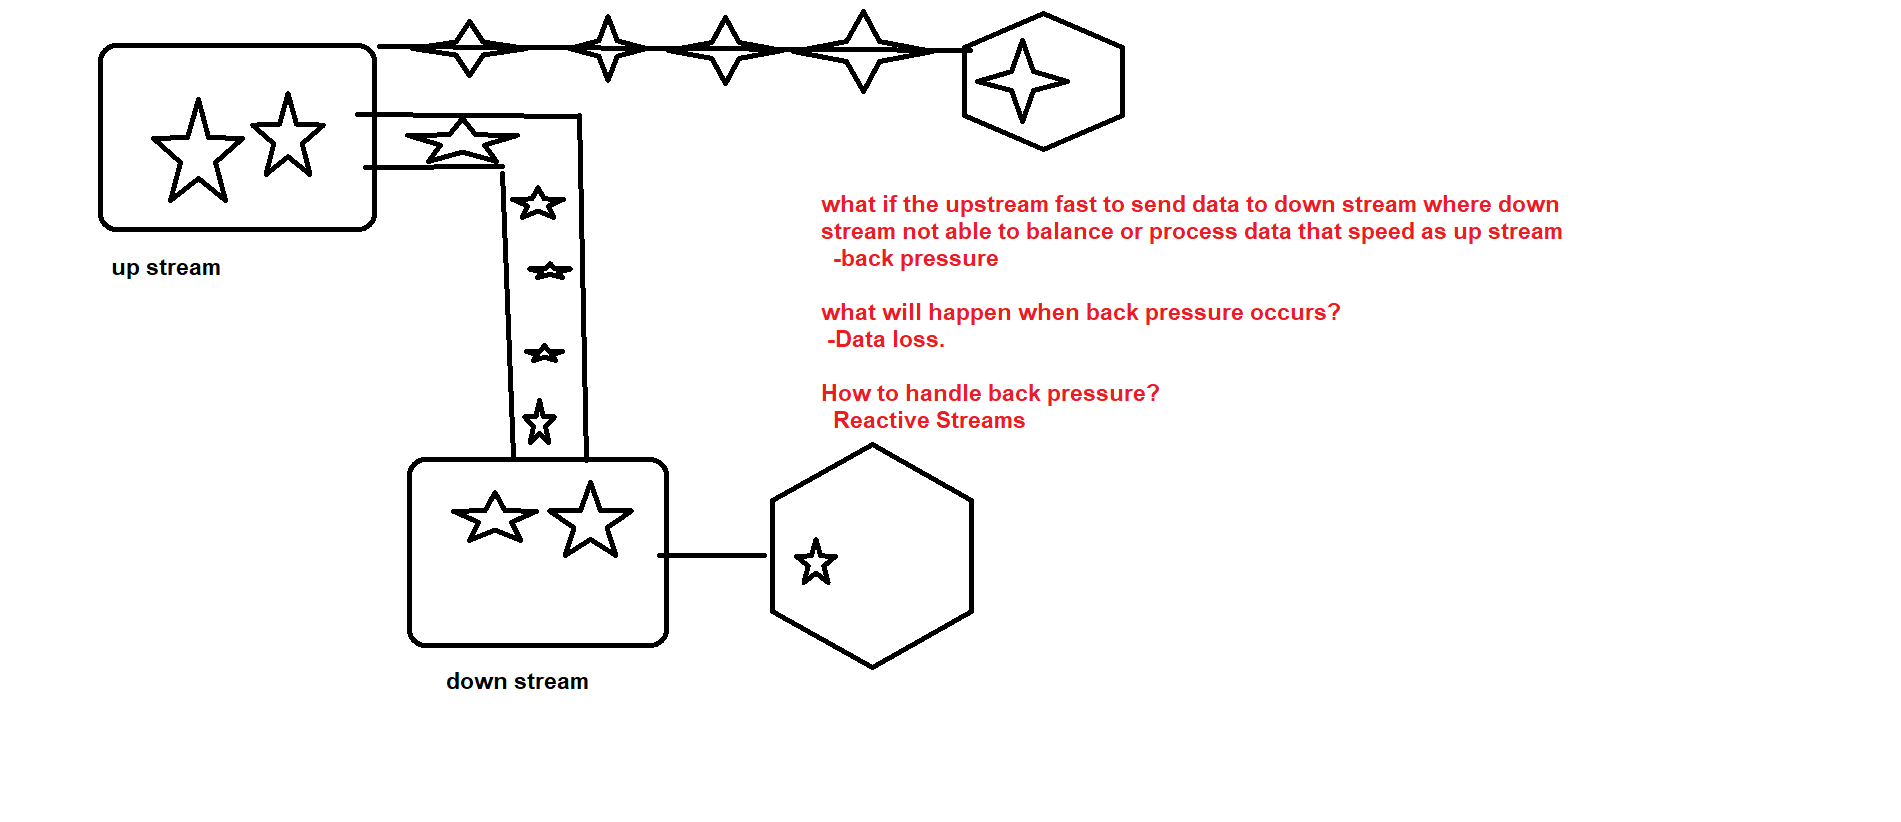 up stream
what if the upstream fast to send data to down stream where down
stream not able to balance or process data that speed as up stream
-back pressure
what will happen when back pressure occurs?
-Data loss.
How to handle back pressure?
Reactive Streams
down stream